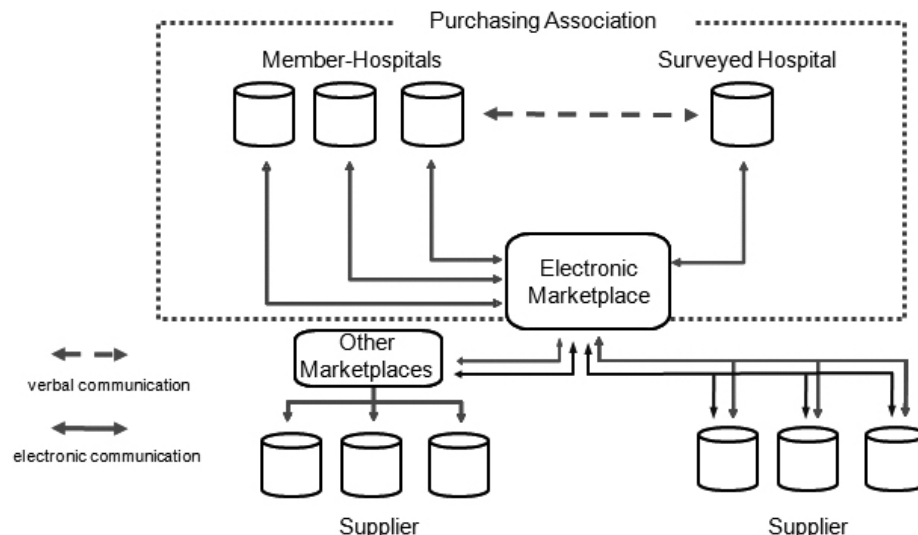 Purchasing Association
Member-Hospitals
Surveyed Hospital
Electronic
Marketplace
Other
Marketplaces
verbal communication
electronic communication
Supplier
Supplier